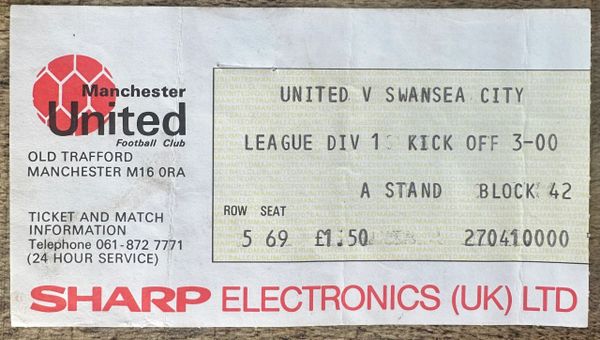 Manchester
United
Football Club
OLD TRAFFORD
MANCHESTER M16 0RA
TICKET AND MATCH
INFORMATION
Telephone 061-872 7771
(24 HOUR SERVICE)
UNITED V SWANSEA CITY
LEAGUE DIV 1 KICK OFF 3-00
A STAND BLOCK 42
ROW SEAT
5 69 £1.50 270410000
SHARP ELECTRONICS (UK) LTD